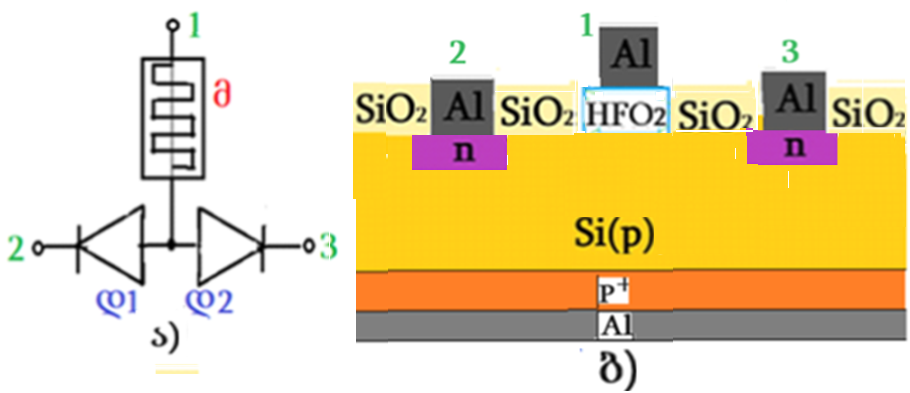 1
მ
2
3
დ1 დ2
ა)
1
2
3
SiO₂ Al SiO₂ Al HFO2 SiO₂ Al SiO₂
n
n
Si(p)
P⁺
Al
ბ)